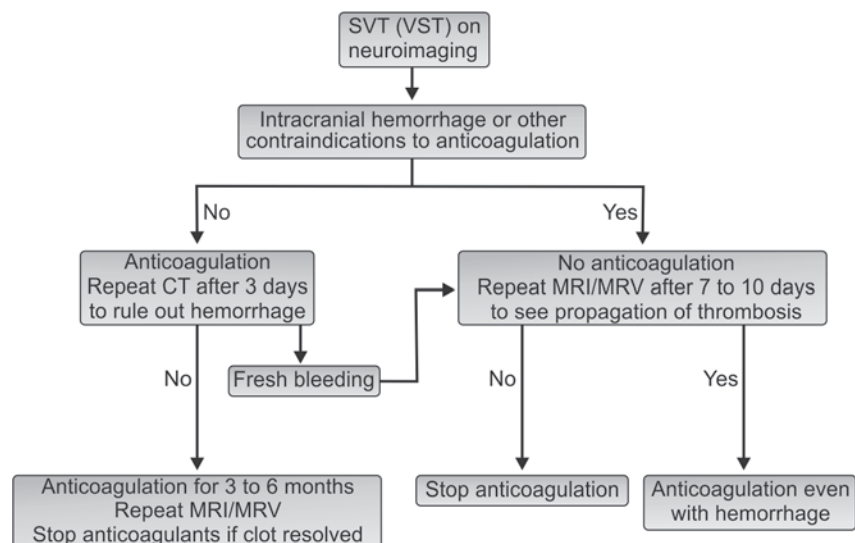 SVT (VST) on
neuroimaging
Intracranial hemorrhage or other
contraindications to anticoagulation
No
Yes
Anticoagulation
Repeat CT after 3 days
to rule out hemorrhage
No anticoagulation
Repeat MRI/MRV after 7 to 10 days
to see propagation of thrombosis
No
Fresh bleeding
No
Yes
Anticoagulation for 3 to 6 months
Repeat MRI/MRV
Stop anticoagulants if clot resolved
Stop anticoagulation
Anticoagulation even
with hemorrhage